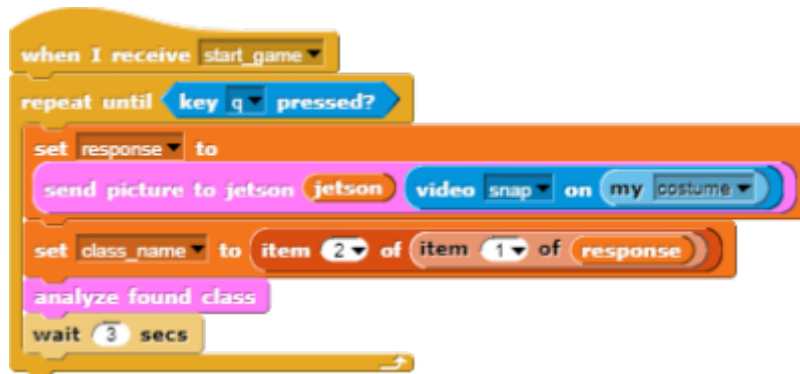 when I receive start_game
repeat until key q pressed?
set response to
send picture to jetson jetson video snap on my costume
set class_name to item 2 of item 1 of response
analyze found class
wait 3 secs